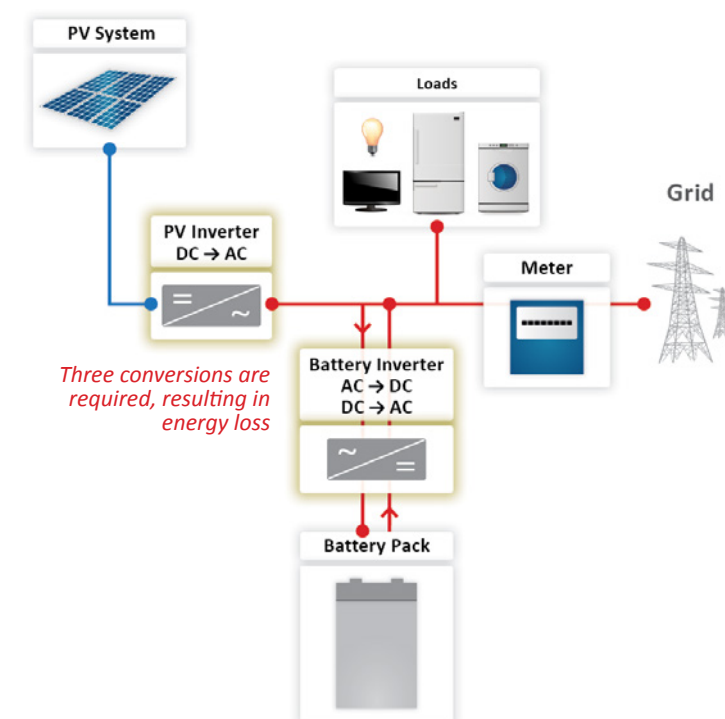 PV System
Loads
Grid
PV Inverter
DC → AC
Meter
Three conversions are
required, resulting in
energy loss
Battery Inverter
AC → DC
DC → AC
Battery Pack